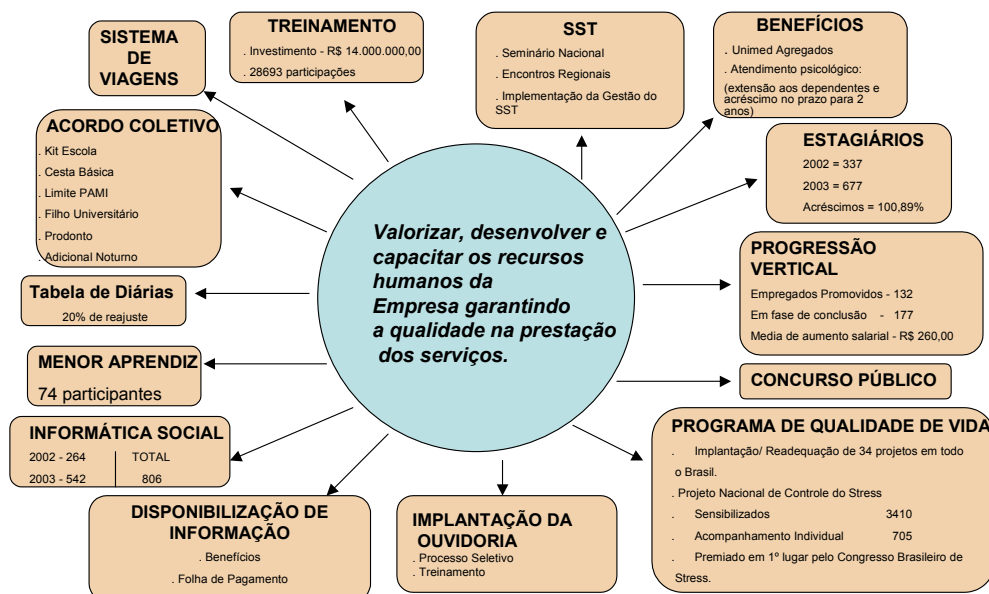 SISTEMA
DE
VIAGENS
TREINAMENTO
. Investimento - R$ 14.000.000,00
. 28693 participações
SST
. Seminário Nacional
. Encontros Regionais
. Implementação da Gestão do
SST
BENEFÍCIOS
. Unimed Agregados
. Atendimento psicológico:
(extensão aos dependentes e
acréscimo no prazo para 2
anos)
ACORDO COLETIVO
. Kit Escola
. Cesta Básica
. Limite PAMI
. Filho Universitário
. Prodonto
. Adicional Noturno
ESTAGIÁRIOS
2002 = 337
2003 = 677
Acréscimos = 100,89%
Valorizar, desenvolver e
capacitar os recursos
humanos da
Empresa garantindo
a qualidade na prestação
dos serviços.
PROGRESSÃO
VERTICAL
Empregados Promovidos - 132
Em fase de conclusão - 177
Media de aumento salarial - R$ 260,00
Tabela de Diárias
20% de reajuste
MENOR APRENDIZ
74 participantes
CONCURSO PÚBLICO
INFORMÁTICA SOCIAL
2002 - 264 TOTAL
2003 - 542 806
PROGRAMA DE QUALIDADE DE VIDA
. Implantação/ Readequação de 34 projetos em todo
o Brasil.
. Projeto Nacional de Controle do Stress
. Sensibilizados 3410
. Acompanhamento Individual 705
. Premiado em 1º lugar pelo Congresso Brasileiro de
Stress.
DISPONIBILIZAÇÃO DE
INFORMAÇÃO
. Benefícios
. Folha de Pagamento
IMPLANTAÇÃO DA
OUVIDORIA
. Processo Seletivo
. Treinamento